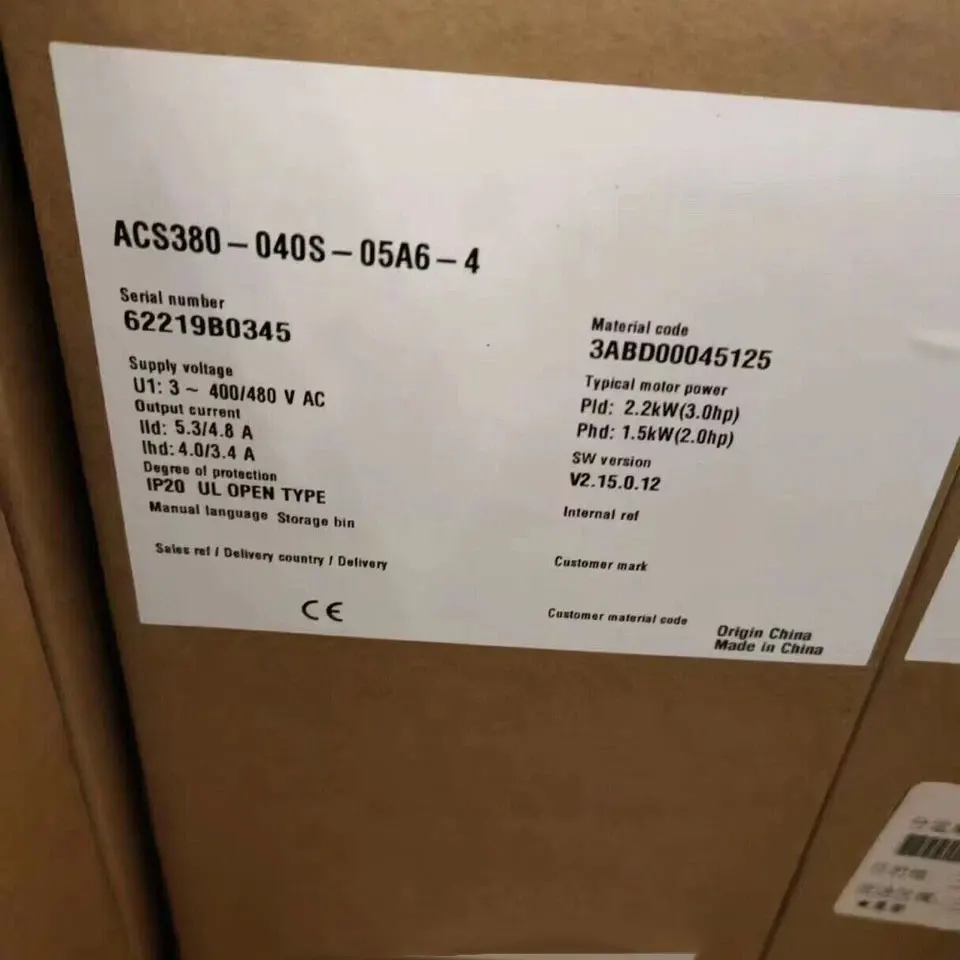 ACS380-040S-05A6-4
Serial number
62219B0345
Supply voltage
U1: 3~ 400/480 V AC
Output current
Ild: 5.3/4.8 A
Ihd: 4.0/3.4 A
Degree of protection
IP20 UL OPEN TYPE
Manual language Storage bin
Sales ref / Delivery country / Delivery
CE
Material code
3ABD00045125
Typical motor power
Pld: 2.2kW(3.0hp)
Phd: 1.5kW(2.0hp)
SW version
V2.15.0.12
Internal ref
Customer mark
Customer material code
Origin China
Made in China